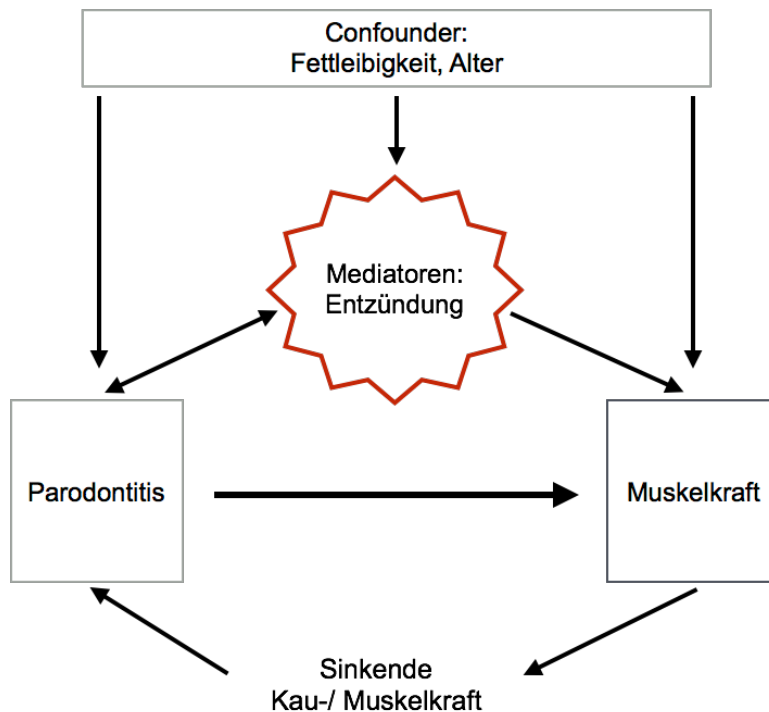 Confounder:
Fettleibigkeit, Alter
Mediatoren:
Entzündung
Parodontitis
Muskelkraft
Sinkende
Kau-/ Muskelkraft